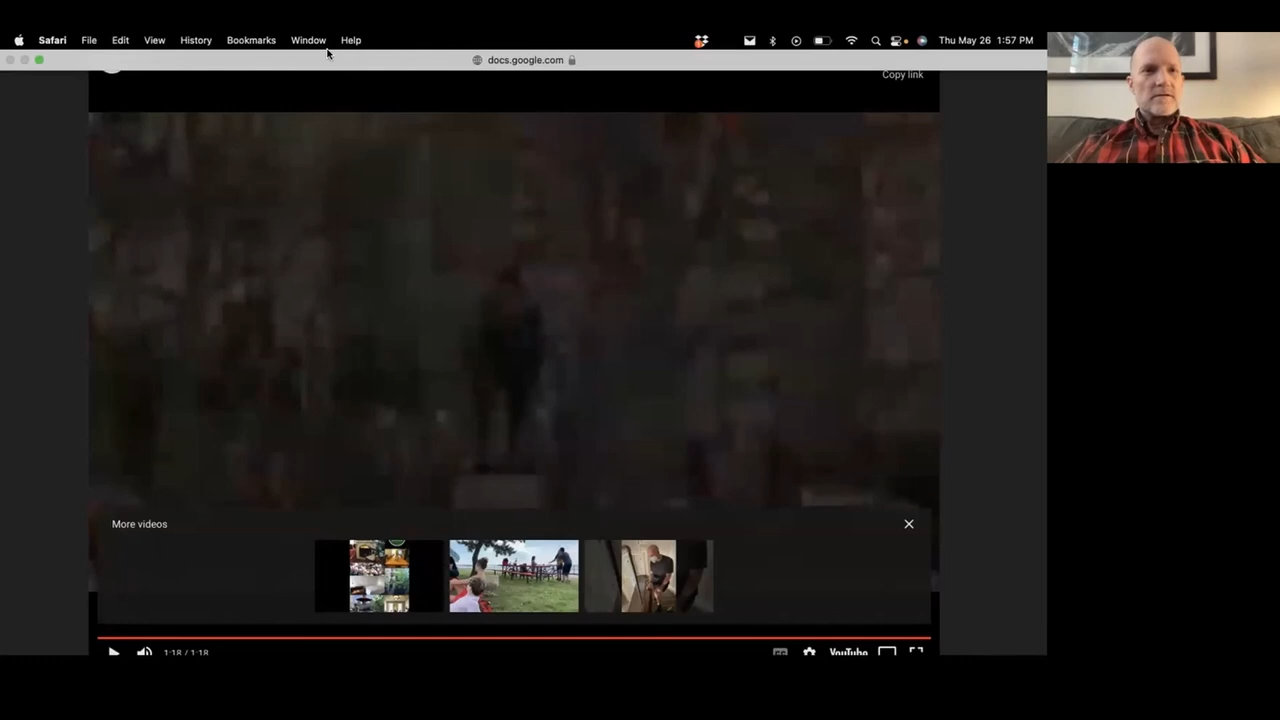 Safari File Edit View History Bookmarks Window Help Thu May 26 1:57 PM
docs.google.com
Copy link
More videos
1:18 / 1:18 CC YouTube